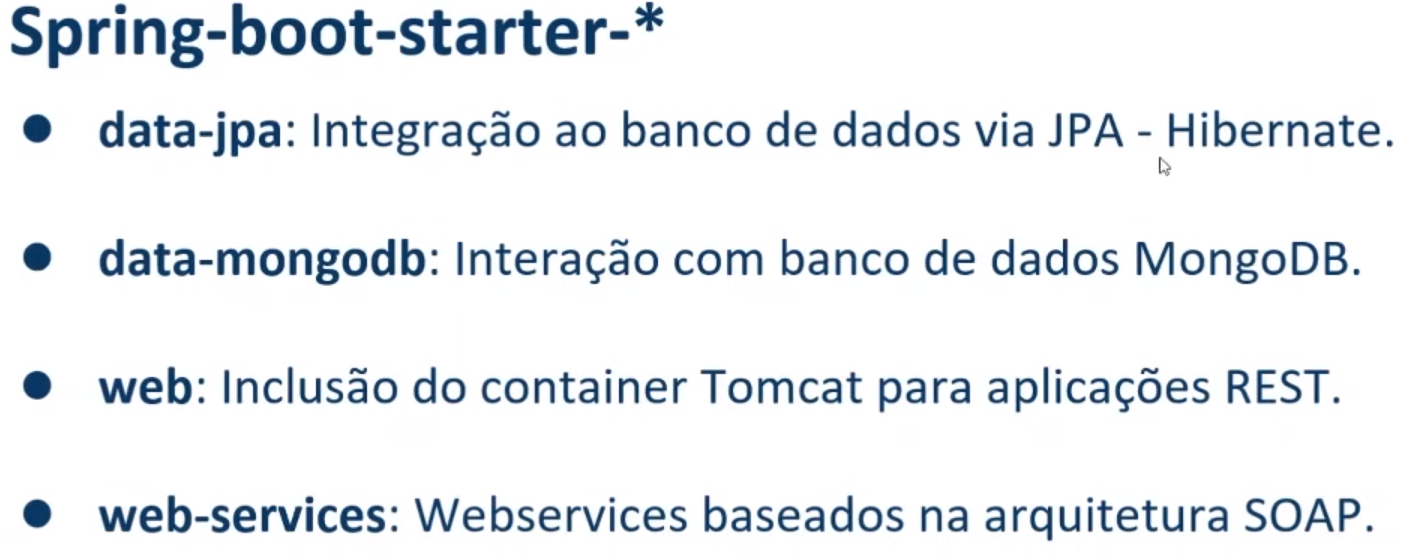 Spring-boot-starter-*
● data-jpa: Integração ao banco de dados via JPA - Hibernate.
● data-mongodb: Interação com banco de dados MongoDB.
● web: Inclusão do container Tomcat para aplicações REST.
● web-services: Webservices baseados na arquitetura SOAP.